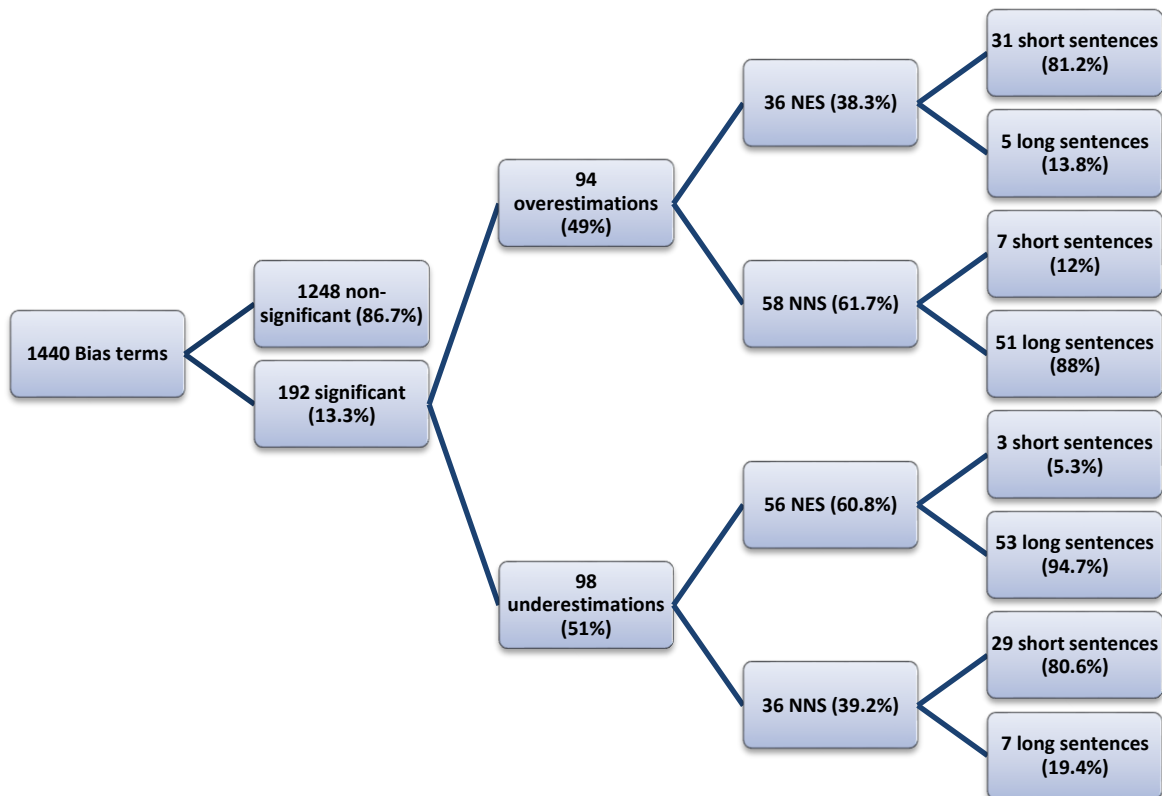 1440 Bias terms
1248 non-
significant (86.7%)
192 significant
(13.3%)
94
overestimations
(49%)
98
underestimations
(51%)
36 NES (38.3%)
58 NNS (61.7%)
56 NES (60.8%)
36 NNS (39.2%)
31 short sentences
(81.2%)
5 long sentences
(13.8%)
7 short sentences
(12%)
51 long sentences
(88%)
3 short sentences
(5.3%)
53 long sentences
(94.7%)
29 short sentences
(80.6%)
7 long sentences
(19.4%)